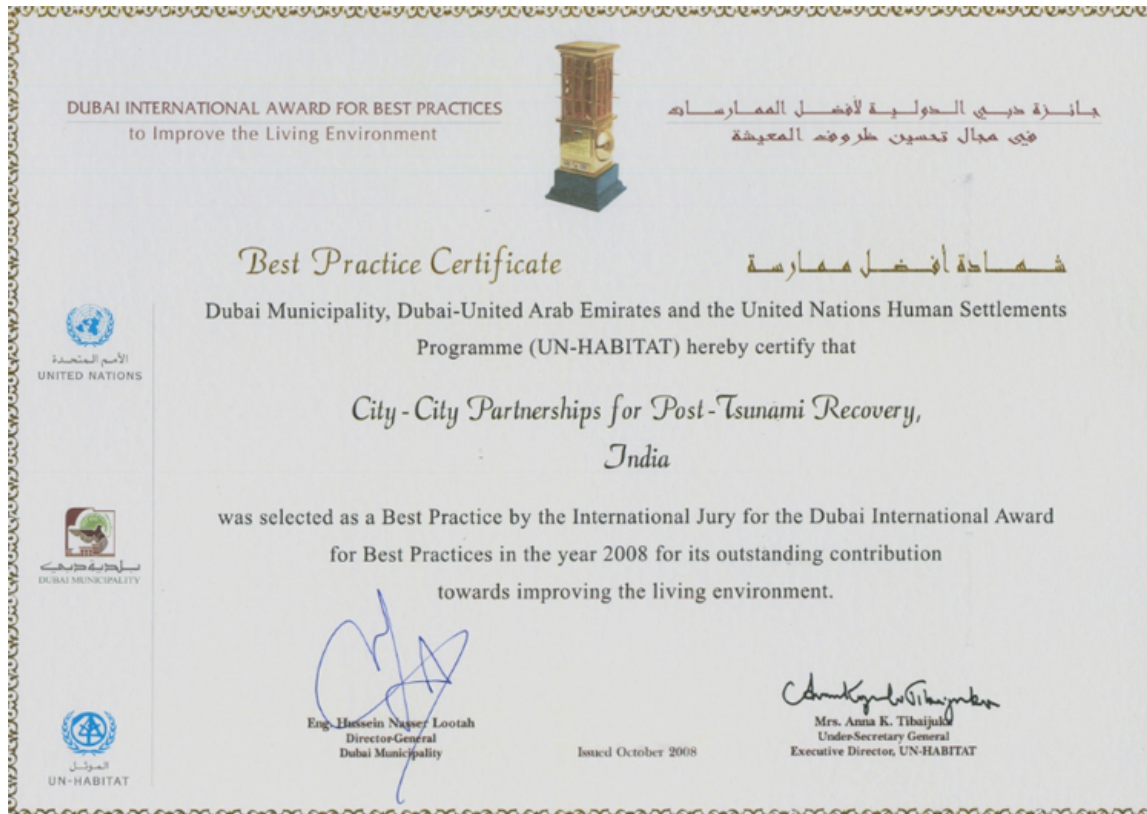 DUBAI INTERNATIONAL AWARD FOR BEST PRACTICES
to Improve the Living Environment
جائزة دبي الدولية لأفضل الممارسات
في مجال تحسين ظروف المعيشة
Best Practice Certificate
شهادة أفضل ممارسة
Dubai Municipality, Dubai-United Arab Emirates and the United Nations Human Settlements
Programme (UN-HABITAT) hereby certify that
الأمم المتحدة
UNITED NATIONS
City-City Partnerships for Post-Tsunami Recovery,
India
was selected as a Best Practice by the International Jury for the Dubai International Award
for Best Practices in the year 2008 for its outstanding contribution
towards improving the living environment.
بلدية دبي
DUBAI MUNICIPALITY
Eng. Hussein Nasser Lootah
Director-General
Dubai Municipality
Issued October 2008
Mrs. Anna K. Tibaijuka
Under-Secretary General
Executive Director, UN-HABITAT
الموئل
UN-HABITAT